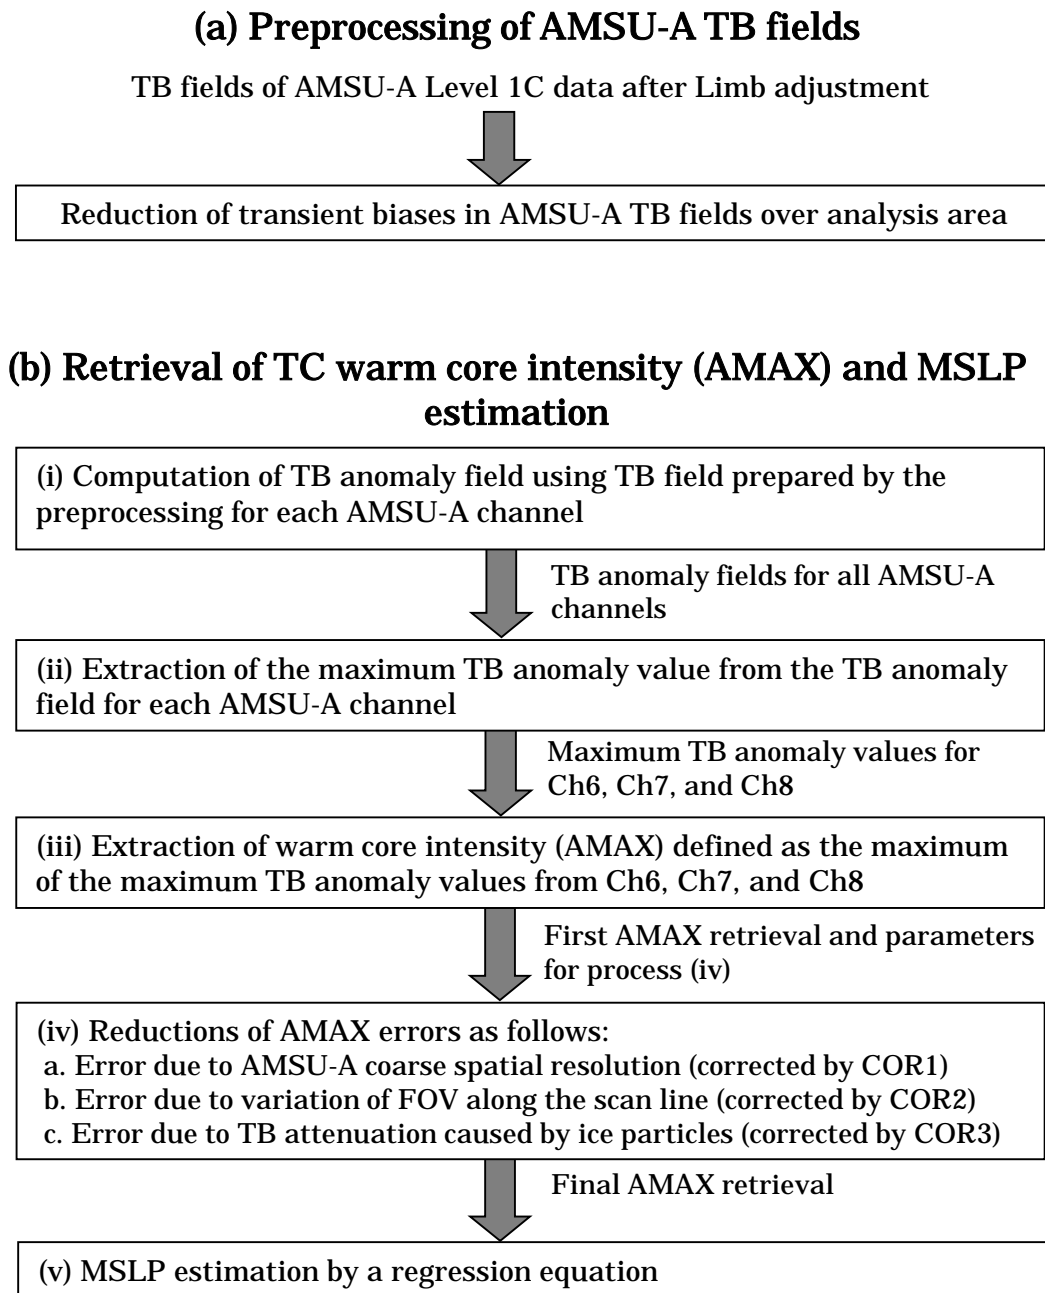 (a) Preprocessing of AMSU-A TB fields
TB fields of AMSU-A Level 1C data after Limb adjustment
Reduction of transient biases in AMSU-A TB fields over analysis area
(b) Retrieval of TC warm core intensity (AMAX) and MSLP
estimation
(i) Computation of TB anomaly field using TB field prepared by the
preprocessing for each AMSU-A channel
TB anomaly fields for all AMSU-A
channels
(ii) Extraction of the maximum TB anomaly value from the TB anomaly
field for each AMSU-A channel
Maximum TB anomaly values for
Ch6, Ch7, and Ch8
(iii) Extraction of warm core intensity (AMAX) defined as the maximum
of the maximum TB anomaly values from Ch6, Ch7, and Ch8
First AMAX retrieval and parameters
for process (iv)
(iv) Reductions of AMAX errors as follows:
a. Error due to AMSU-A coarse spatial resolution (corrected by COR1)
b. Error due to variation of FOV along the scan line (corrected by COR2)
c. Error due to TB attenuation caused by ice particles (corrected by COR3)
Final AMAX retrieval
(v) MSLP estimation by a regression equation